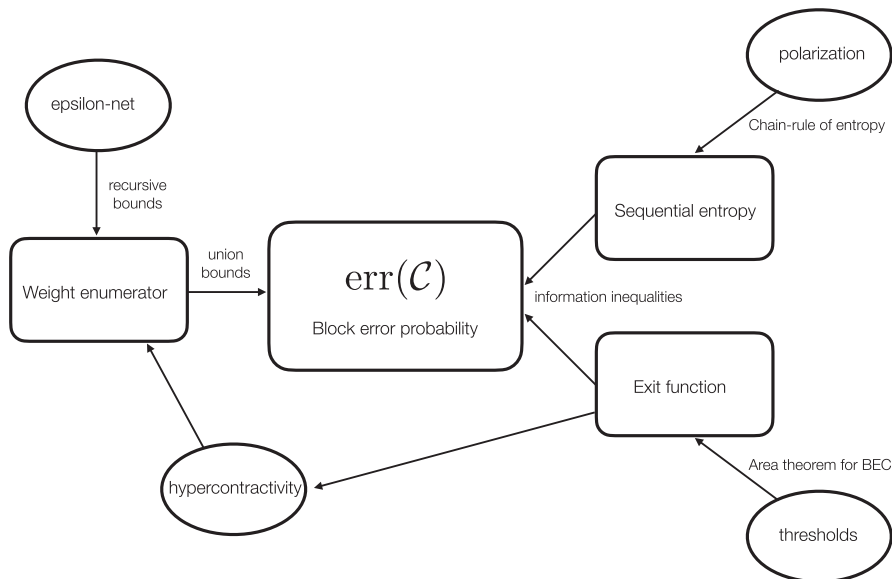 polarization
epsilon-net
Chain-rule of entropy
recursive
bounds
Sequential entropy
union
bounds
Weight enumerator
err(𝒞)
Block error probability
information inequalities
Exit function
Area theorem for BEC
hypercontractivity
thresholds